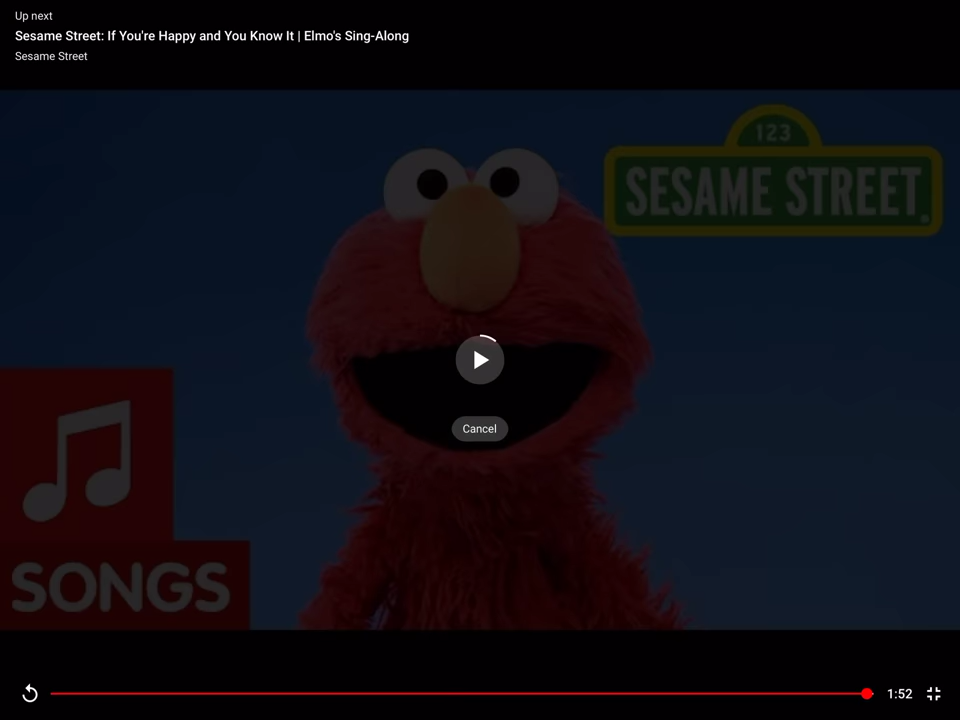 Up next
Sesame Street: If You're Happy and You Know It | Elmo's Sing-Along
Sesame Street
123
SESAME STREET®
Cancel
SONGS
1:52